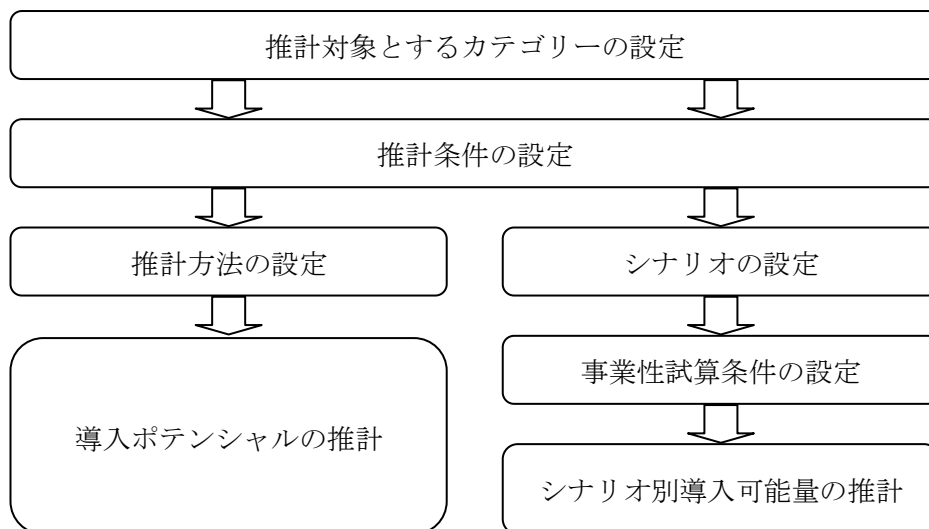 推計対象とするカテゴリーの設定
推計条件の設定
推計方法の設定
シナリオの設定
導入ポテンシャルの推計
事業性試算条件の設定
シナリオ別導入可能量の推計